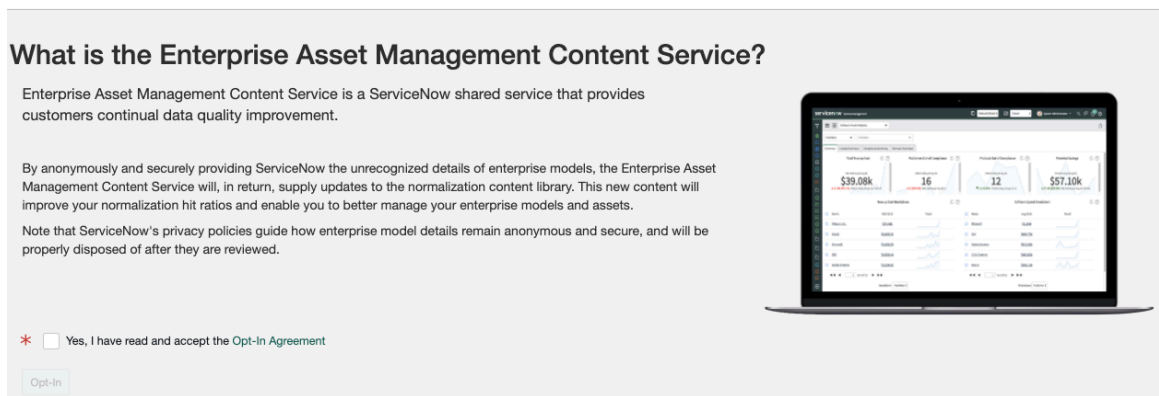 What is the Enterprise Asset Management Content Service?
Enterprise Asset Management Content Service is a ServiceNow shared service that provides
customers continual data quality improvement.
By anonymously and securely providing ServiceNow the unrecognized details of enterprise models, the Enterprise Asset
Management Content Service will, in return, supply updates to the normalization content library. This new content will
improve your normalization hit ratios and enable you to better manage your enterprise models and assets.
Note that ServiceNow's privacy policies guide how enterprise model details remain anonymous and secure, and will be
properly disposed of after they are reviewed.
servicenow
$39.08k
16
12
$57.10k
* Yes, I have read and accept the Opt-In Agreement
Opt-In